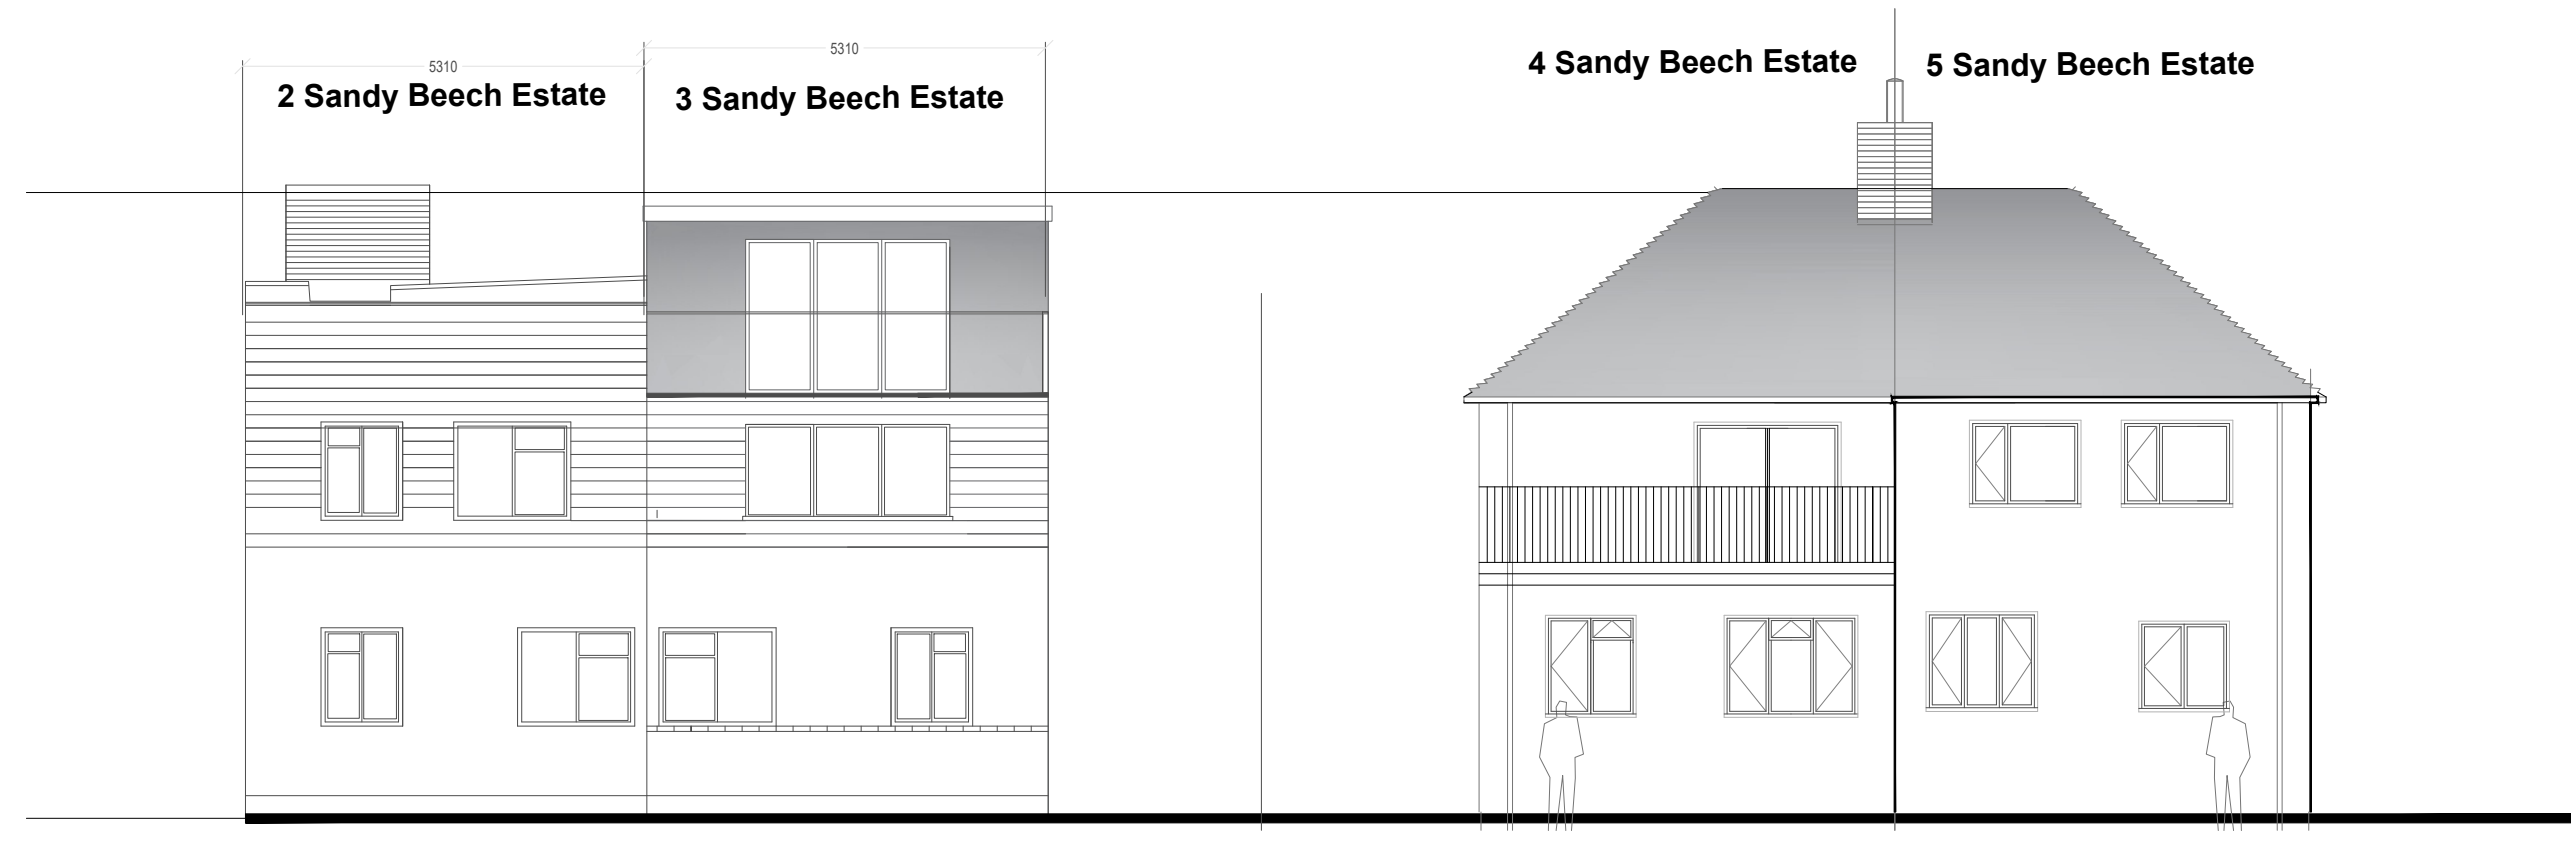 5310
5310
2 Sandy Beech Estate
3 Sandy Beech Estate
4 Sandy Beech Estate
5 Sandy Beech Estate